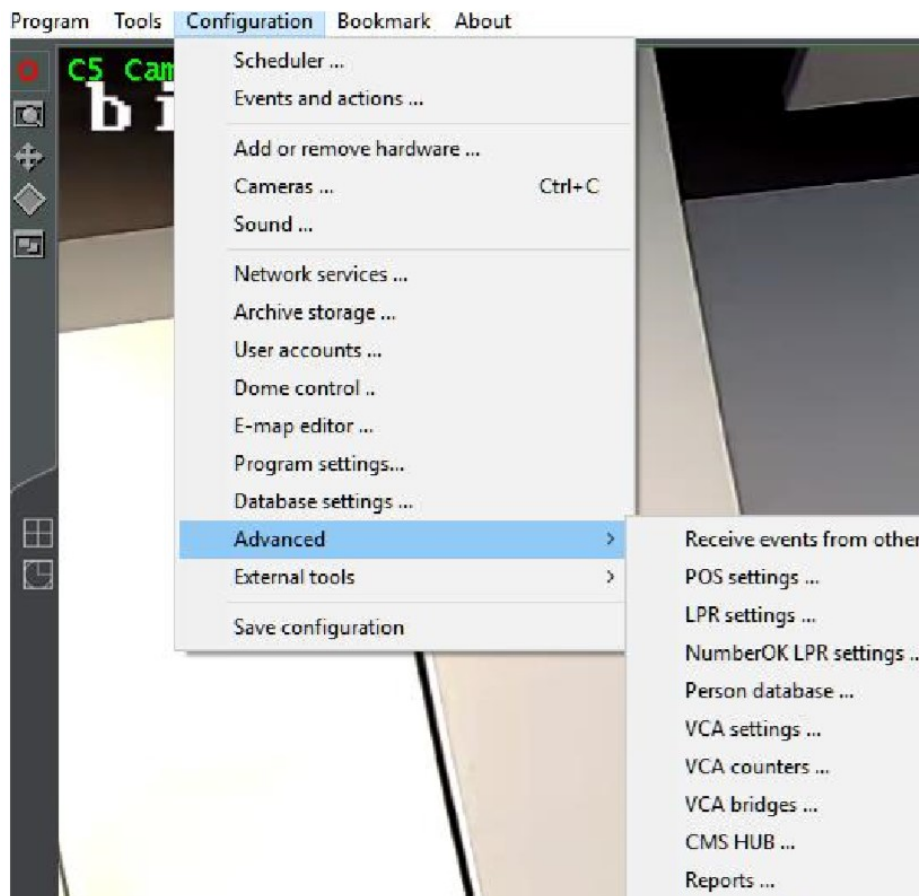 Program Tools Configuration Bookmark About
C5 Cam
bi
Scheduler ...
Events and actions ...
Add or remove hardware ...
Cameras ... Ctrl+C
Sound ...
Network services ...
Archive storage ...
User accounts ...
Dome control ..
E-map editor ...
Program settings...
Database settings ...
Advanced >
External tools >
Save configuration
Receive events from other
POS settings ...
LPR settings ...
NumberOK LPR settings ..
Person database ...
VCA settings ...
VCA counters ...
VCA bridges ...
CMS HUB ...
Reports ...